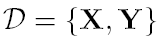 𝒟 = {𝐗, 𝐘}